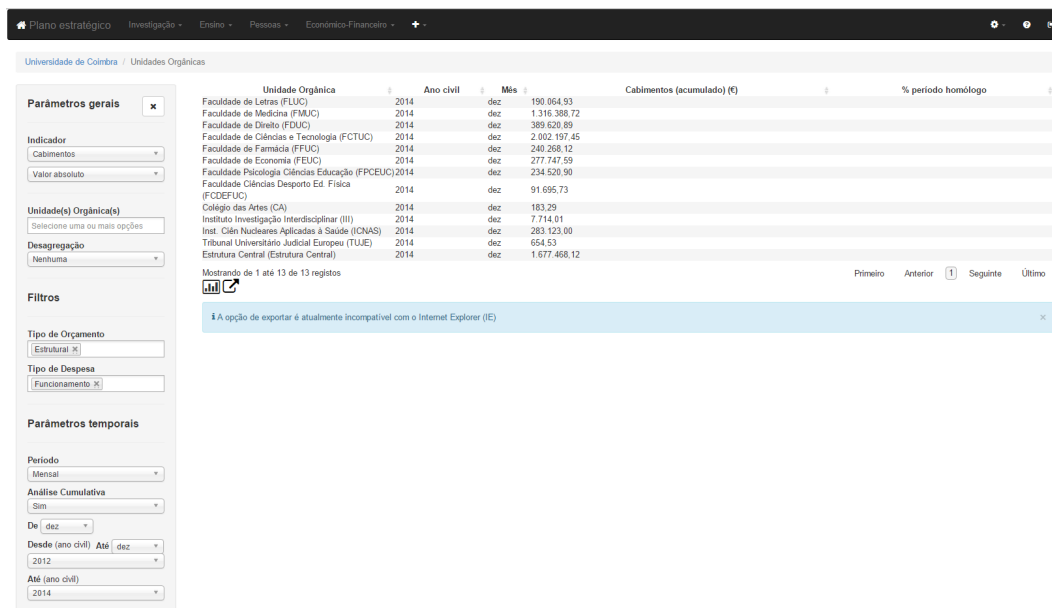 Plano estratégico Investigação Ensino Pessoas Económico-Financeiro
Universidade de Coimbra / Unidades Orgânicas
Parâmetros gerais
Indicador
Cabimentos
Valor absoluto
Unidade(s) Orgânica(s)
Selecione uma ou mais opções
Desagregação
Nenhuma
Filtros
Tipo de Orçamento
Estrutural ×
Tipo de Despesa
Funcionamento ×
Parâmetros temporais
Período
Mensal
Análise Cumulativa
Sim
De dez
Desde (ano civil) Até dez
2012
Até (ano civil)
2014
Unidade Orgânica Ano civil Mês Cabimentos (acumulado) (€) % período homólogo
Faculdade de Letras (FLUC) 2014 dez 190.064,93
Faculdade de Medicina (FMUC) 2014 dez 1.316.388,72
Faculdade de Direito (FDUC) 2014 dez 389.620,89
Faculdade de Ciências e Tecnologia (FCTUC) 2014 dez 2.002.197,45
Faculdade de Farmácia (FFUC) 2014 dez 240.268,12
Faculdade de Economia (FEUC) 2014 dez 277.747,59
Faculdade Psicologia Ciências Educação (FPCEUC) 2014 dez 234.520,90
Faculdade Ciências Desporto Ed. Física
(FCDEFUC) 2014 dez 91.695,73
Colégio das Artes (CA) 2014 dez 183,29
Instituto Investigação Interdisciplinar (III) 2014 dez 7.714,01
Inst. Ciên Nucleares Aplicadas à Saúde (ICNAS) 2014 dez 283.123,00
Tribunal Universitário Judicial Europeu (TUJE) 2014 dez 654,53
Estrutura Central (Estrutura Central) 2014 dez 1.677.468,12
Mostrando de 1 até 13 de 13 registos
Primeiro Anterior 1 Seguinte Último
A opção de exportar é atualmente incompatível com o Internet Explorer (IE) ×